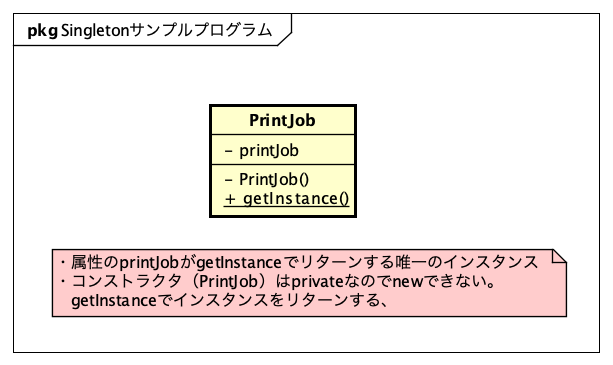 pkg Singletonサンプルプログラム
PrintJob
- printJob
- PrintJob()
+ getInstance()
・属性のprintJobがgetInstanceでリターンする唯一のインスタンス
・コンストラクタ（PrintJob）はprivateなのでnewできない。
getInstanceでインスタンスをリターンする、